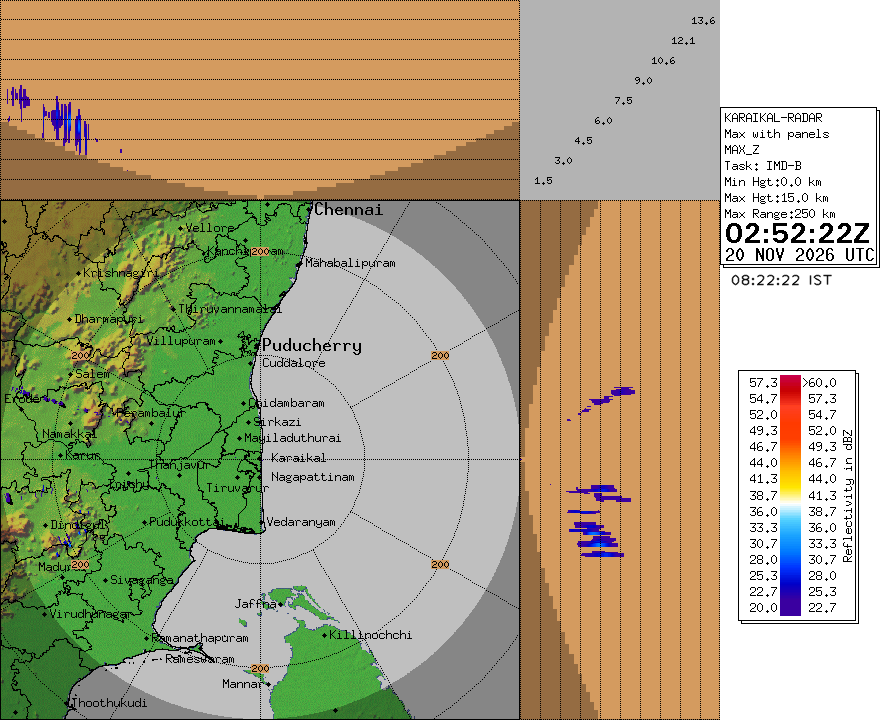 13.6
12.1
10.6
9.0
7.5
6.0
4.5
3.0
1.5
KARAIKAL-RADAR
Max with panels
MAX_Z
Task: IMD-B
Min Hgt:0.0 km
Max Hgt:15.0 km
Max Range:250 km
02:52:22Z
20 NOV 2026 UTC
08:22:22 IST
Chennai
Vellore
200
Mahabalipuram
Krishnagiri
Thiruvannamalai
Dharmapuri
Villupuram
Puducherry
200
200
Cuddalore
Salem
Erode
Chidambaram
Perambalur
Sirkazi
Namakkal
Mayiladuthurai
Karur
Karaikal
Thanjavur
Nagapattinam
Tiruvarur
Dindigul
Pudukkottai
Vedaranyam
200
200
Sivaganga
Jaffna
Virudhunagar
Ramanathapuram
Killinochchi
Rameswaram
200
Mannar
Thoothukudi
57.3 >60.0
54.7 57.3
52.0 54.7
49.3 52.0
46.7 49.3
44.0 46.7
41.3 44.0
38.7 41.3
36.0 38.7
33.3 36.0
30.7 33.3
28.0 30.7
25.3 28.0
22.7 25.3
20.0 22.7
Reflectivity in dBZ